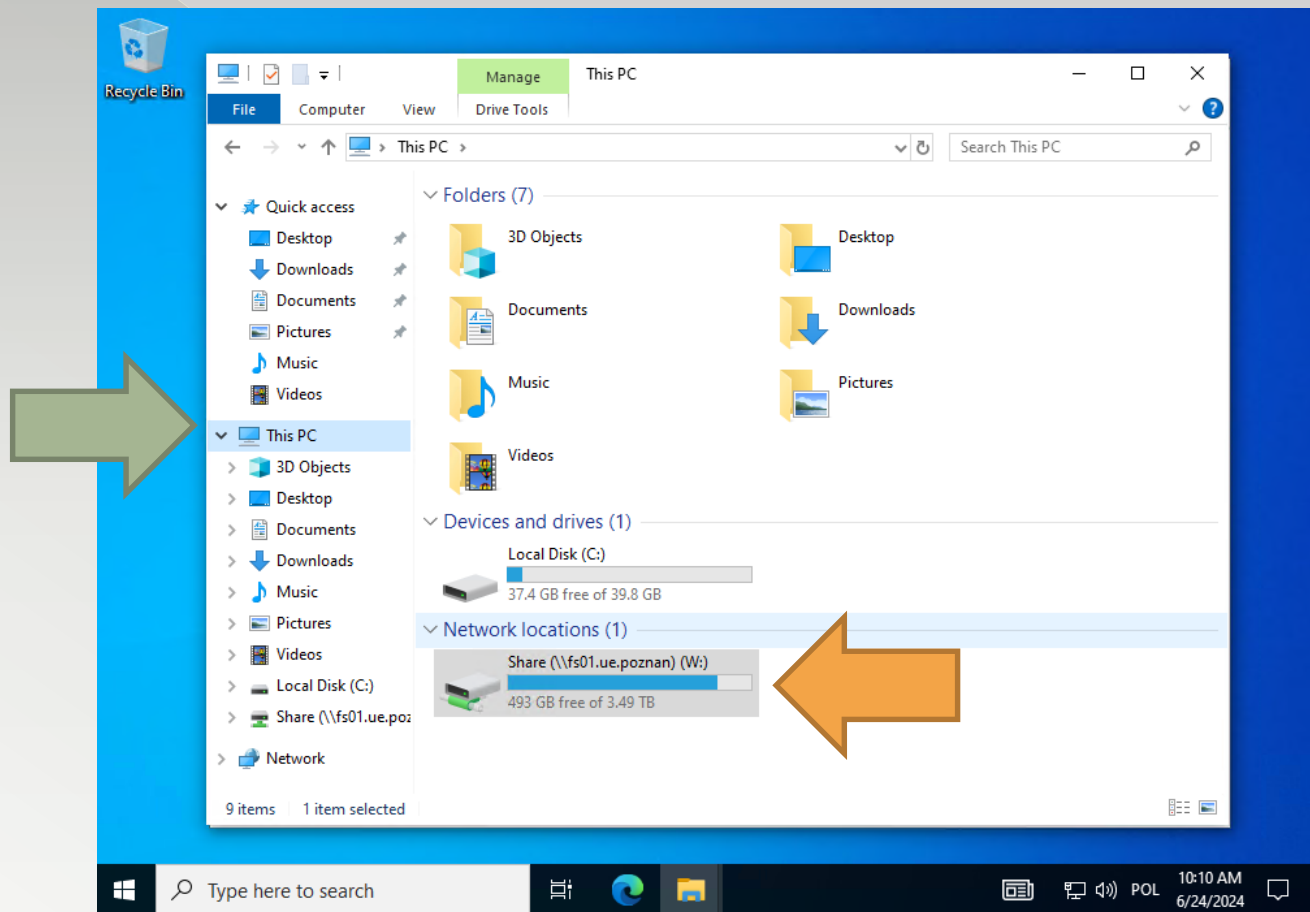 Recycle Bin
Manage This PC
File Computer View Drive Tools
This PC
Search This PC
Quick access
Desktop
Downloads
Documents
Pictures
Music
Videos
This PC
3D Objects
Desktop
Documents
Downloads
Music
Pictures
Videos
Local Disk (C:)
Share (\\fs01.ue.poz
Network
Folders (7)
3D Objects
Desktop
Documents
Downloads
Music
Pictures
Videos
Devices and drives (1)
Local Disk (C:)
37.4 GB free of 39.8 GB
Network locations (1)
Share (\\fs01.ue.poznan) (W:)
493 GB free of 3.49 TB
9 items 1 item selected
Type here to search
POL
10:10 AM
6/24/2024